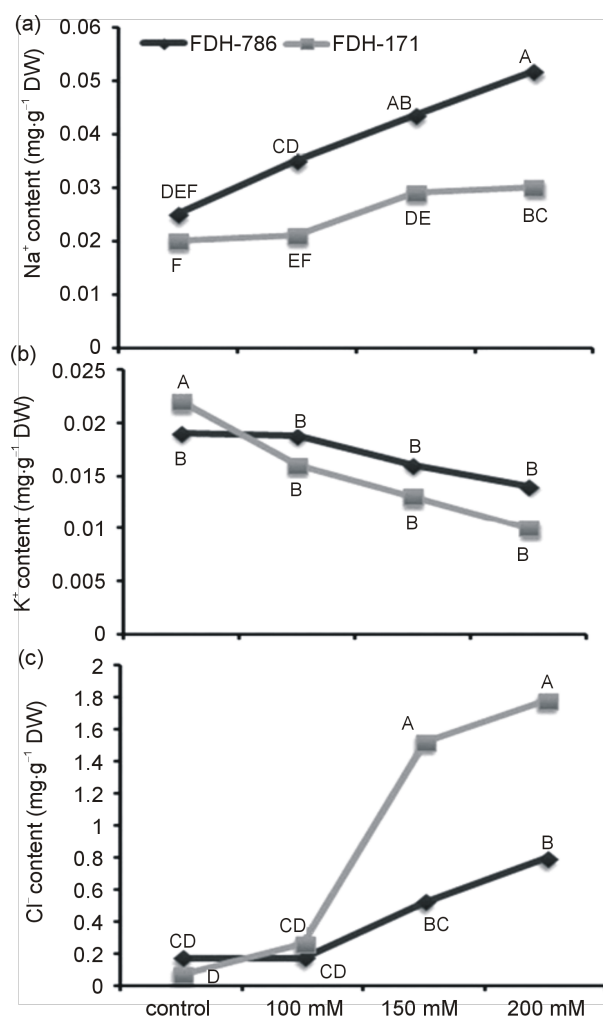 (a)
FDH-786 FDH-171
Na⁺ content (mg·g⁻¹ DW)
0.06
0.05
0.04
0.03
0.02
0.01
0
DEF
CD
AB
A
F
EF
DE
BC
(b)
K⁺ content (mg·g⁻¹ DW)
0.025
0.02
0.015
0.01
0.005
0
A
B
B
B
B
B
B
B
(c)
Cl⁻ content (mg·g⁻¹ DW)
2
1.8
1.6
1.4
1.2
1
0.8
0.6
0.4
0.2
0
CD
D
CD
CD
A
BC
A
B
control 100 mM 150 mM 200 mM